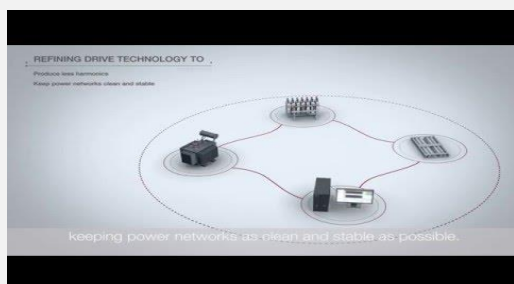 REFINING DRIVE TECHNOLOGY TO
Produce less harmonics
Keep power networks clean and stable
keeping power networks as clean and stable as possible.